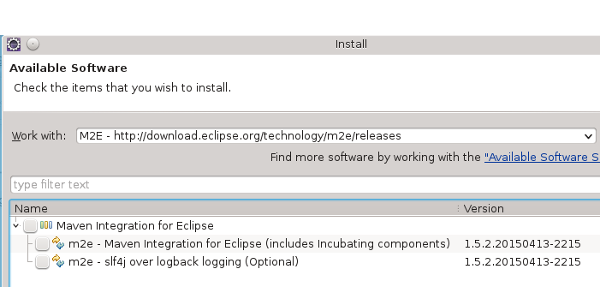 Install
Available Software
Check the items that you wish to install.
Work with: M2E - http://download.eclipse.org/technology/m2e/releases
Find more software by working with the "Available Software S
type filter text
Name Version
Maven Integration for Eclipse
m2e - Maven Integration for Eclipse (includes Incubating components) 1.5.2.20150413-2215
m2e - slf4j over logback logging (Optional) 1.5.2.20150413-2215